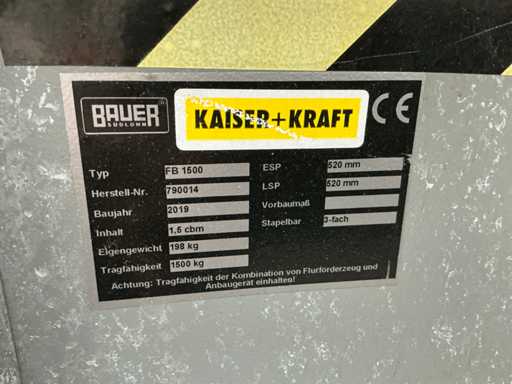 BAUER®
SÜDLOHN
KAISER+KRAFT
CE
Typ FB 1500
Herstell-Nr. 790014
Baujahr 2019
Inhalt 1,5 cbm
Eigengewicht 198 kg
Tragfähigkeit 1500 kg
ESP 520 mm
LSP 520 mm
Vorbaumaß
Stapelbar 3-fach
Achtung: Tragfähigkeit der Kombination von Flurförderzeug und
Anbaugerät einhalten!